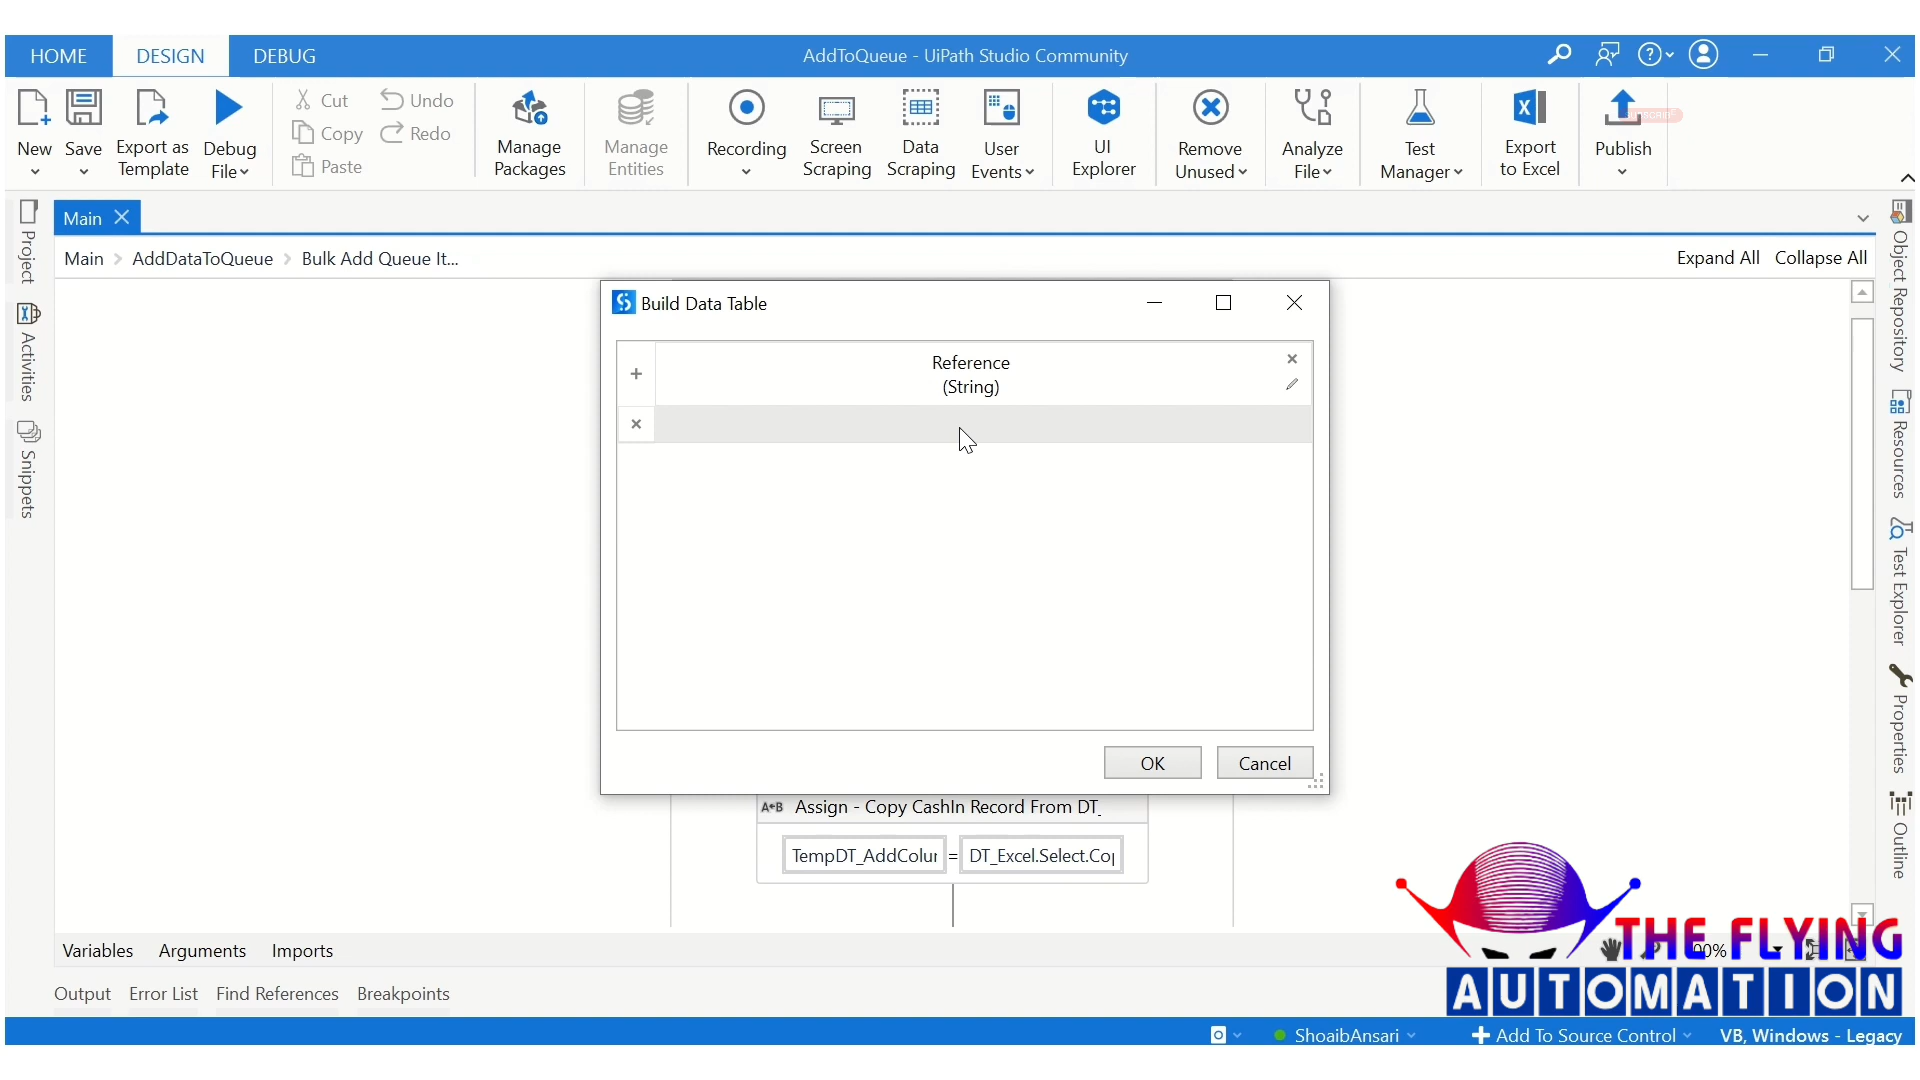 HOME DESIGN DEBUG AddToQueue - UiPath Studio Community
New Save Export as Template Debug File Cut Copy Paste Undo Redo Manage Packages Manage Entities Recording Screen Scraping Data Scraping User Events UI Explorer Remove Unused Analyze File Test Manager Export to Excel Publish
Main
Main > AddDataToQueue > Bulk Add Queue It... Expand All Collapse All
Project
Activities
Snippets
Build Data Table
Reference
(String)
OK Cancel
A←B Assign - Copy CashIn Record From DT_
TempDT_AddColur = DT_Excel.Select.Cop
Object Repository
Resources
Test Explorer
Properties
Outline
Variables Arguments Imports
THE FLYING
AUTOMATION
Output Error List Find References Breakpoints
ShoaibAnsari Add To Source Control VB, Windows - Legacy